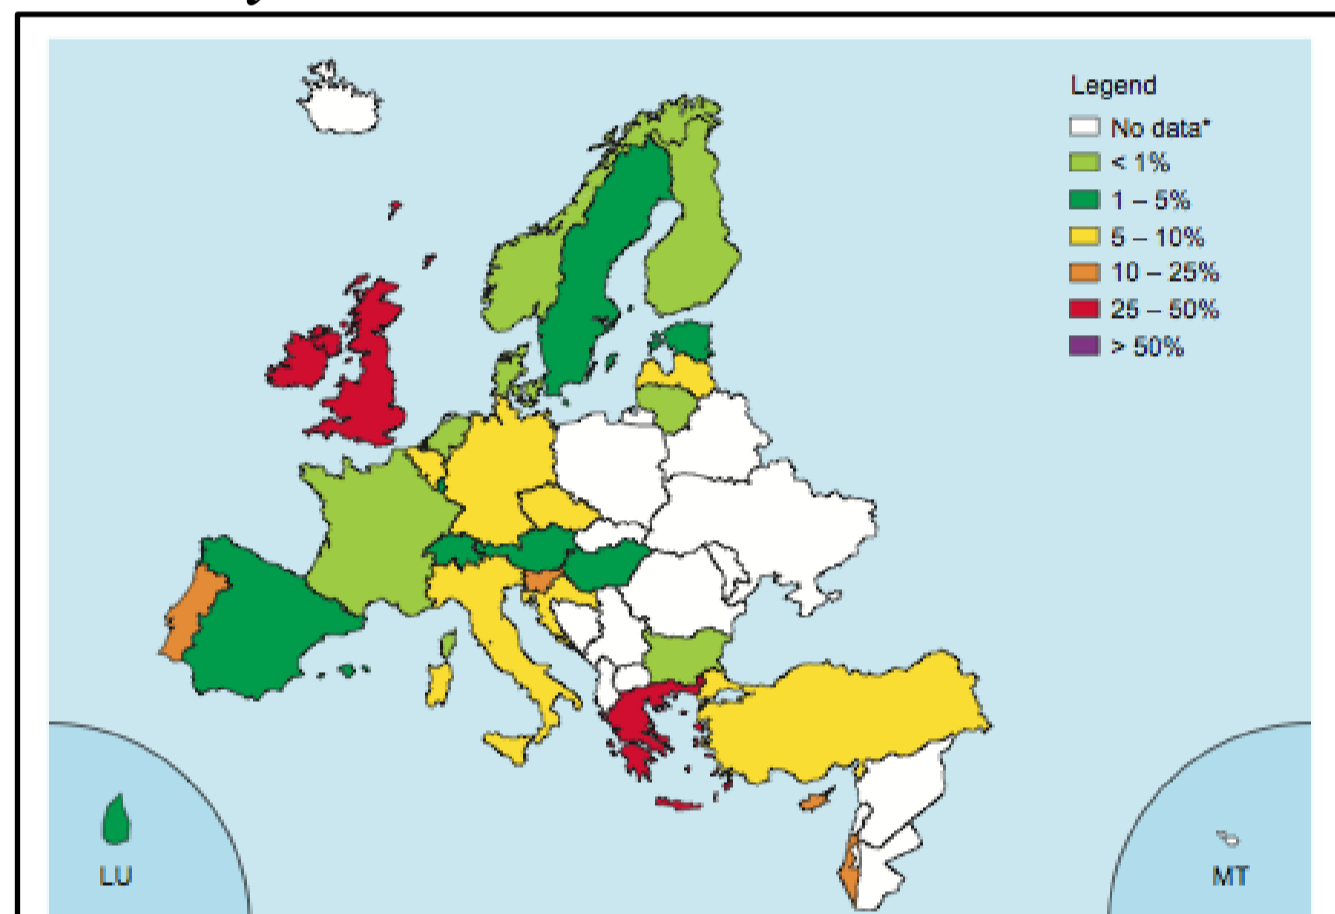 Legend
No data*
< 1%
1 – 5%
5 – 10%
10 – 25%
25 – 50%
> 50%
LU
MT